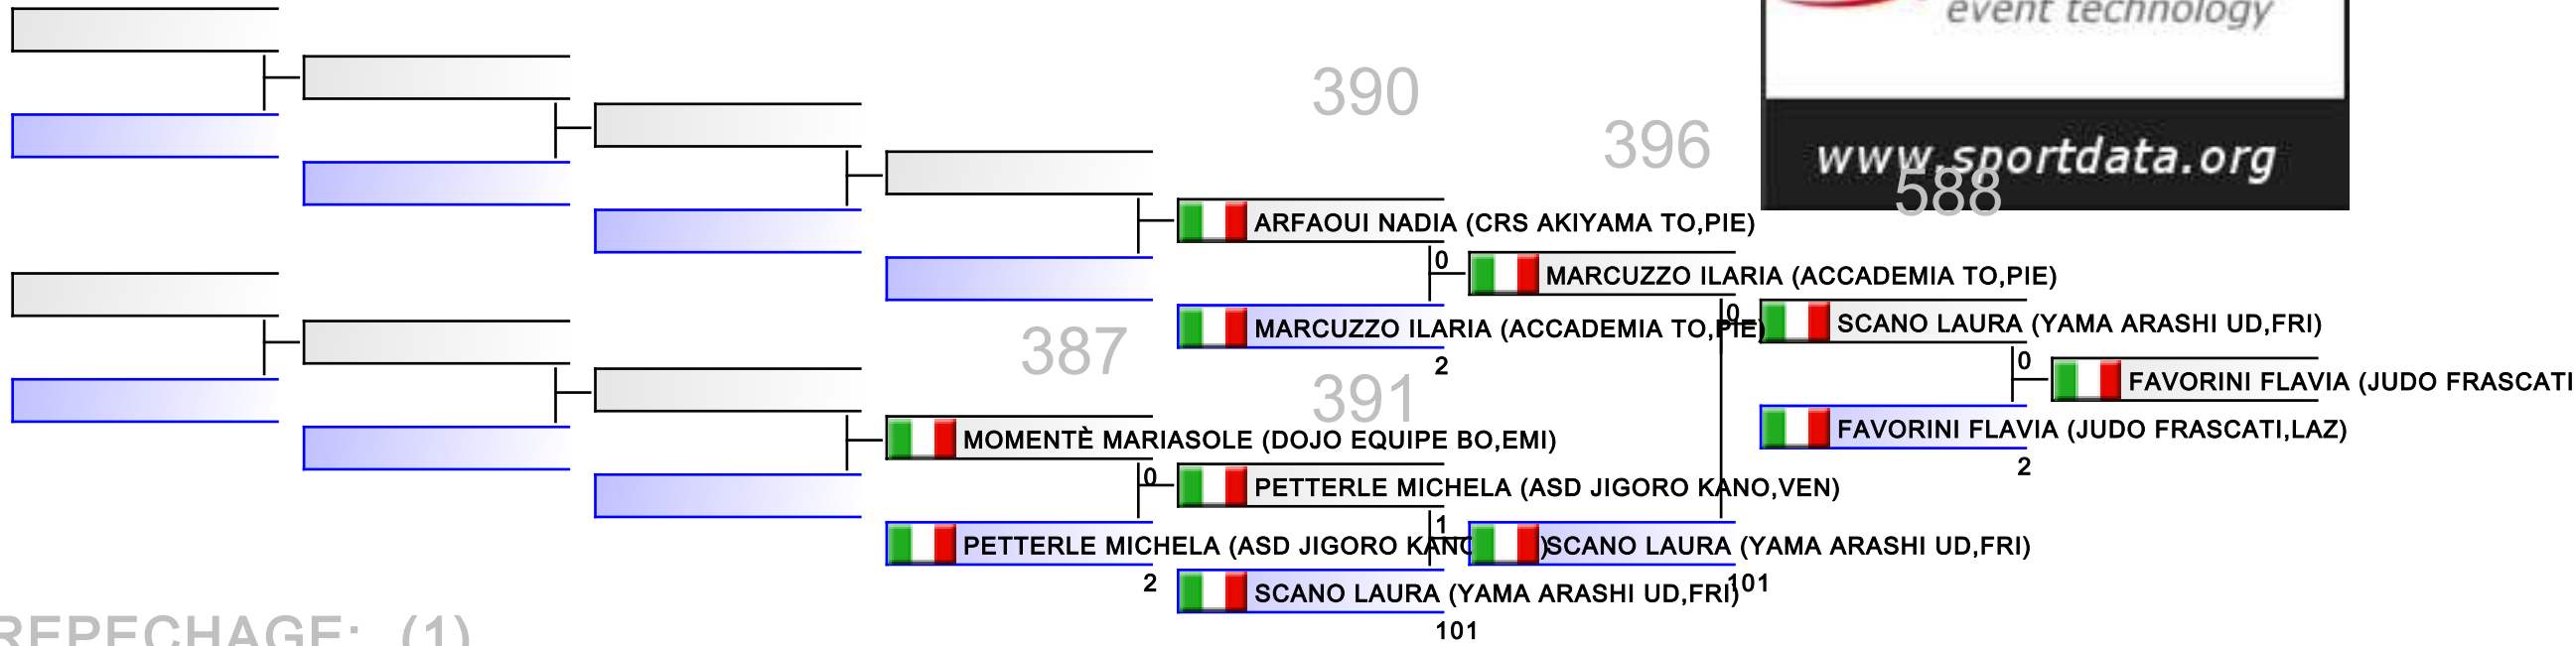 event technology
390
396
www.sportdata.org
588
ARFAOUI NADIA (CRS AKIYAMA TO,PIE)
0
MARCUZZO ILARIA (ACCADEMIA TO,PIE)
MARCUZZO ILARIA (ACCADEMIA TO,PIE)
0
SCANO LAURA (YAMA ARASHI UD,FRI)
387
2
0
FAVORINI FLAVIA (JUDO FRASCATI
391
FAVORINI FLAVIA (JUDO FRASCATI,LAZ)
2
MOMENTÈ MARIASOLE (DOJO EQUIPE BO,EMI)
0
PETTERLE MICHELA (ASD JIGORO KANO,VEN)
1
PETTERLE MICHELA (ASD JIGORO KANO )
SCANO LAURA (YAMA ARASHI UD,FRI)
2
SCANO LAURA (YAMA ARASHI UD,FRI)
101
101
REPECHAGE: (1)